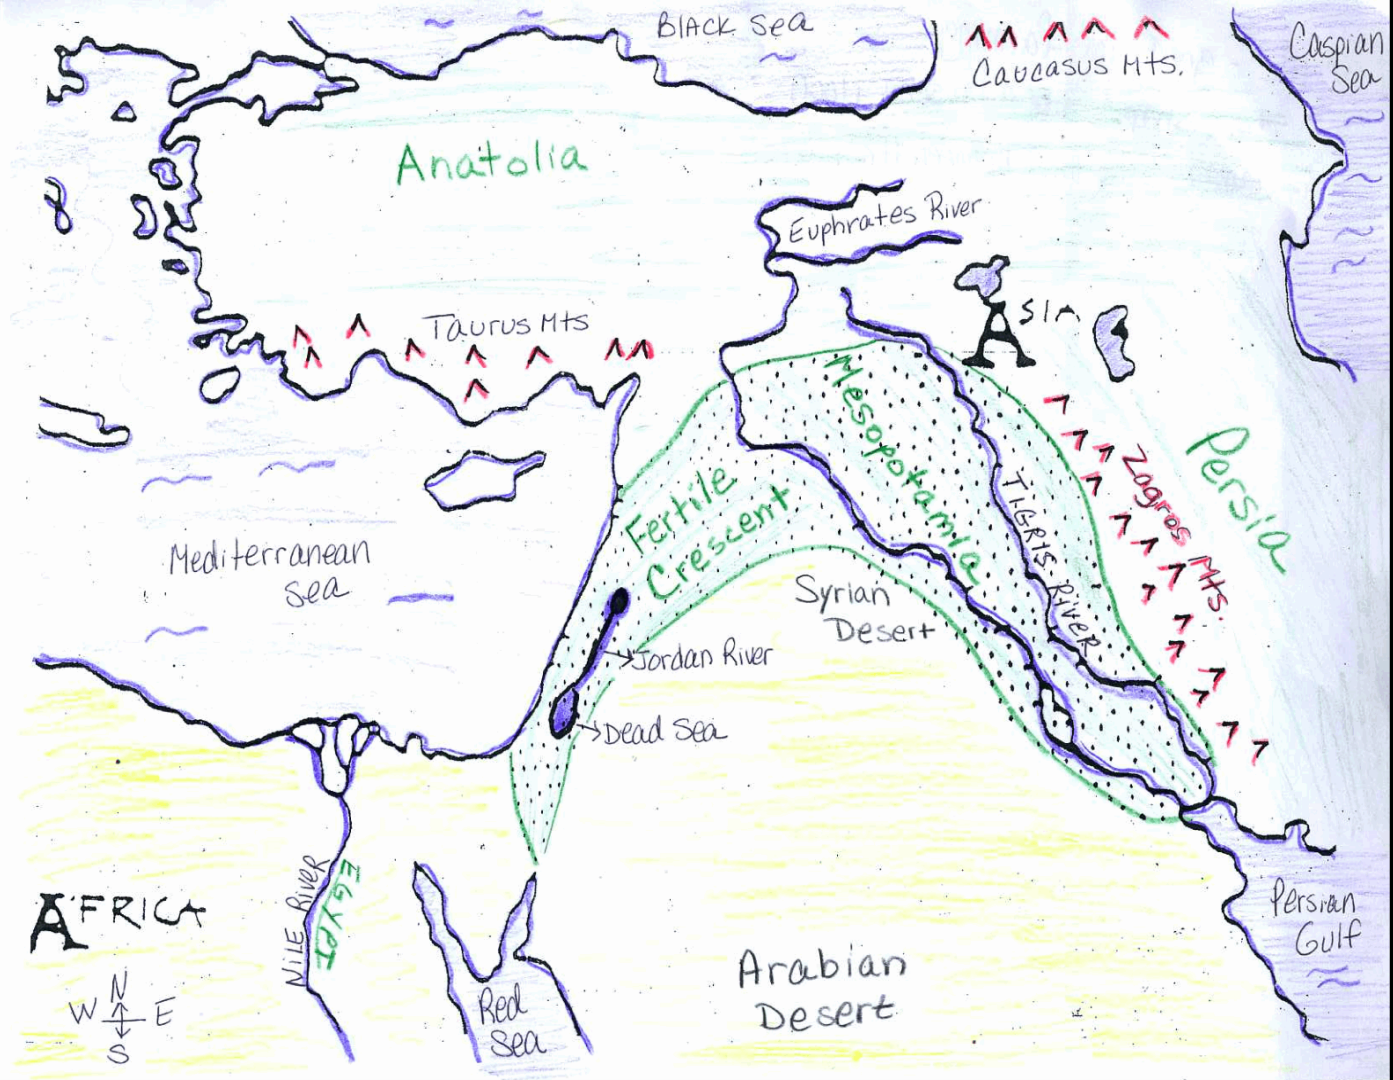 BlACK Sea
CAUCASUS Mts.
Caspian
Sea
Anatolia
Euphrates River
ASIA
Taurus Mts
Mesopotamia
Persia
Zagros Mts.
TIGRIS RIVER
Fertile
Crescent
Mediterranean
Sea
Syrian
Desert
Jordan River
Dead Sea
NILE RIVER
EGYPT
AFRICA
N
W E
S
Red
Sea
Arabian
Desert
Persian
Gulf